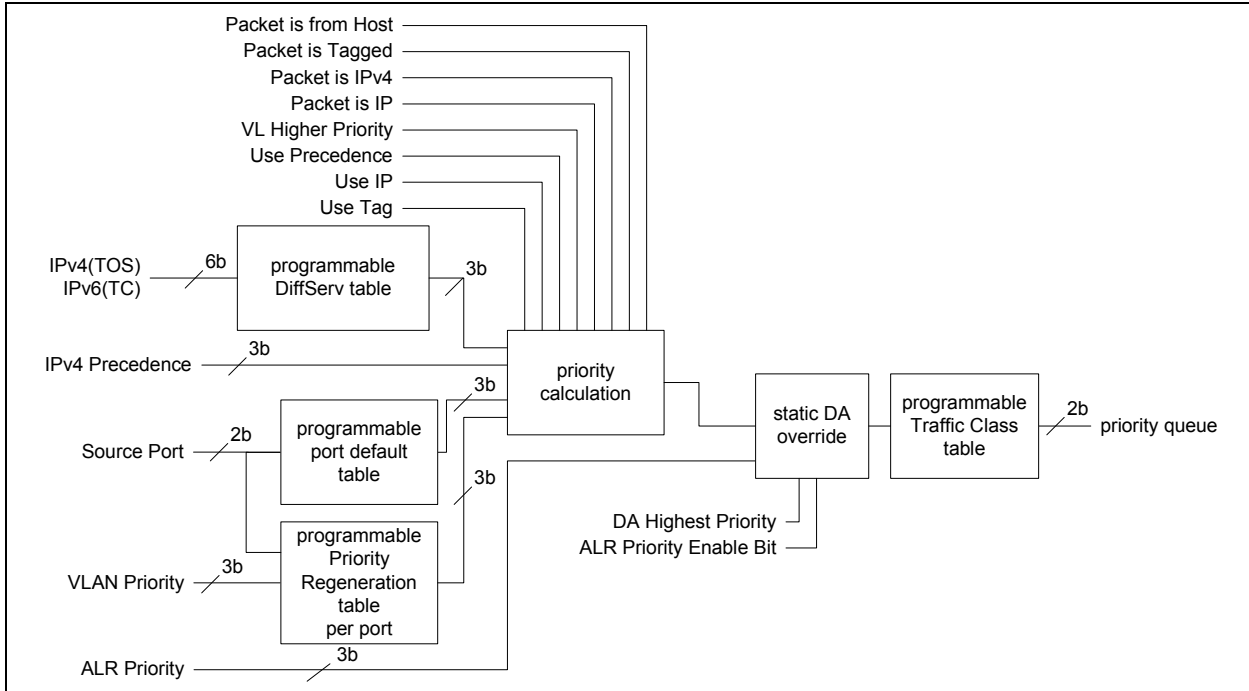 Packet is from Host
Packet is Tagged
Packet is IPv4
Packet is IP
VL Higher Priority
Use Precedence
Use IP
Use Tag
IPv4(TOS)
IPv6(TC)
6b
programmable
DiffServ table
3b
IPv4 Precedence
3b
priority
calculation
Source Port
2b
programmable
port default
table
3b
VLAN Priority
3b
programmable
Priority
Regeneration
table
per port
3b
ALR Priority
3b
static DA
override
DA Highest Priority
ALR Priority Enable Bit
programmable
Traffic Class
table
2b
priority queue